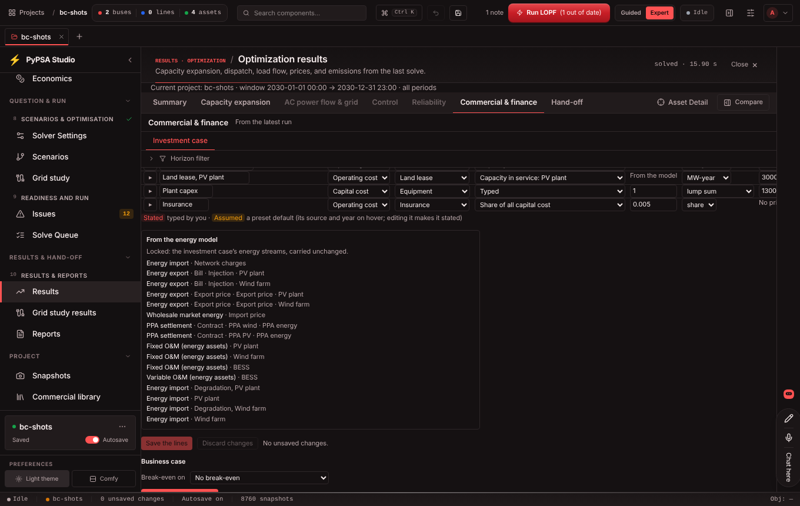 Projects / bc-shots 2 buses 0 lines 4 assets Search components... Ctrl K 1 note Run LOPF (1 out of date) Guided Expert Idle A
bc-shots
PyPSA Studio
Economics
QUESTION & RUN
SCENARIOS & OPTIMISATION
Solver Settings
Scenarios
Grid study
READINESS AND RUN
Issues 12
Solve Queue
RESULTS & HAND-OFF
RESULTS & REPORTS
Results
Grid study results
Reports
PROJECT
Snapshots
Commercial library
bc-shots
Saved Autosave
PREFERENCES
Light theme Comfy
RESULTS · OPTIMIZATION / Optimization results
Capacity expansion, dispatch, load flow, prices, and emissions from the last solve.
solved · 15.90 s Close
Current project: bc-shots · window 2030-01-01 00:00 → 2030-12-31 23:00 · all periods
Summary Capacity expansion AC power flow & grid Control Reliability Commercial & finance Hand-off Asset Detail Compare
Commercial & finance From the latest run
Investment case
Horizon filter
Land lease, PV plant Operating cost Land lease Capacity in service: PV plant From the model MW-year 3000
Plant capex Capital cost Equipment Typed 1 lump sum 1300
Insurance Operating cost Insurance Share of all capital cost 0.005 share No pri
Stated typed by you · Assumed a preset default (its source and year on hover; editing it makes it stated)
From the energy model
Locked: the investment case's energy streams, carried unchanged.
Energy import · Network charges
Energy export · Bill · Injection · PV plant
Energy export · Bill · Injection · Wind farm
Energy export · Export price · Export price · PV plant
Energy export · Export price · Export price · Wind farm
Wholesale market energy · Import price
PPA settlement · Contract · PPA wind · PPA energy
PPA settlement · Contract · PPA PV · PPA energy
Fixed O&M (energy assets) · PV plant
Fixed O&M (energy assets) · Wind farm
Fixed O&M (energy assets) · BESS
Variable O&M (energy assets) · BESS
Energy import · Degradation, PV plant
Energy import · PV plant
Energy import · Degradation, Wind farm
Energy import · Wind farm
Save the lines Discard changes No unsaved changes.
Business case
Break-even on No break-even
Chat here
Idle bc-shots 0 unsaved changes Autosave on 8760 snapshots Obj: —